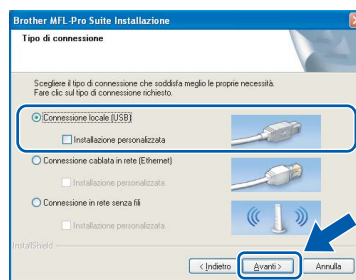 Brother MFL-Pro Suite Installazione
Tipo di connessione
Scegliere il tipo di connessione che soddisfa meglio le proprie necessità.
Fare clic sul tipo di connessione richiesto.
Connessione locale (USB)
Installazione personalizzata
Connessione cablata in rete (Ethernet)
Installazione personalizzata
Connessione in rete senza fili
Installazione personalizzata
InstallShield
< Indietro Avanti > Annulla